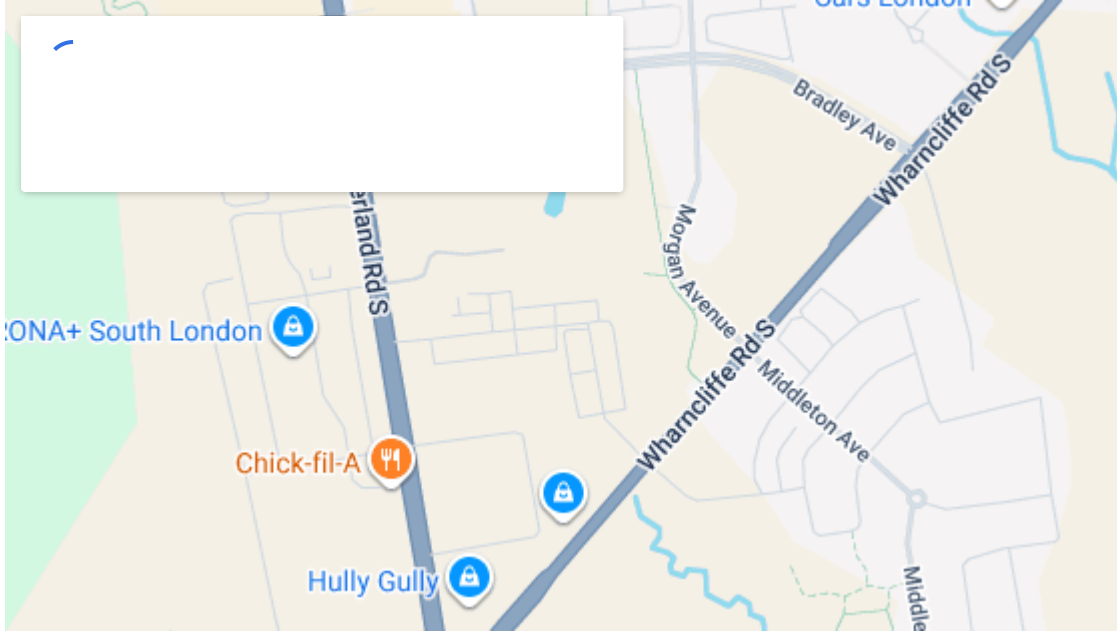 Cars London
Bradley Ave
Wharncliffe Rd S
erland Rd S
Morgan Avenue
RONA+ South London
Wharncliffe Rd S
Middleton Ave
Chick-fil-A
Hully Gully
Middle